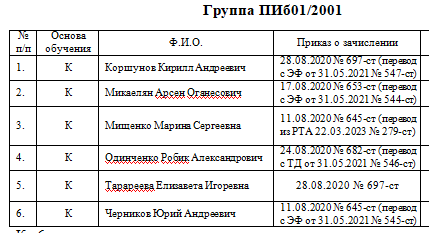 Группа ПИб01/2001
№ п/п Основа обучения Ф.И.О. Приказ о зачислении
1. К Коршунов Кирилл Андреевич 28.08.2020 № 697-ст (перевод с ЭФ от 31.05.2021 № 547-ст)
2. К Микаелян Арсен Оганесович 17.08.2020 № 653-ст (перевод с ЭФ от 31.05.2021 № 544-ст)
3. К Мищенко Марина Сергеевна 11.08.2020 № 645-ст (перевод из РТА 22.03.2023 № 279-ст)
4. К Одинченко Робик Александрович 24.08.2020 № 682-ст (перевод с ТД от 31.05.2021 № 546-ст)
5. К Тарареева Елизавета Игоревна 28.08.2020 № 697-ст
6. К Черников Юрий Андреевич 11.08.2020 № 645-ст (перевод с ЭФ от 31.05.2021 № 545-ст)